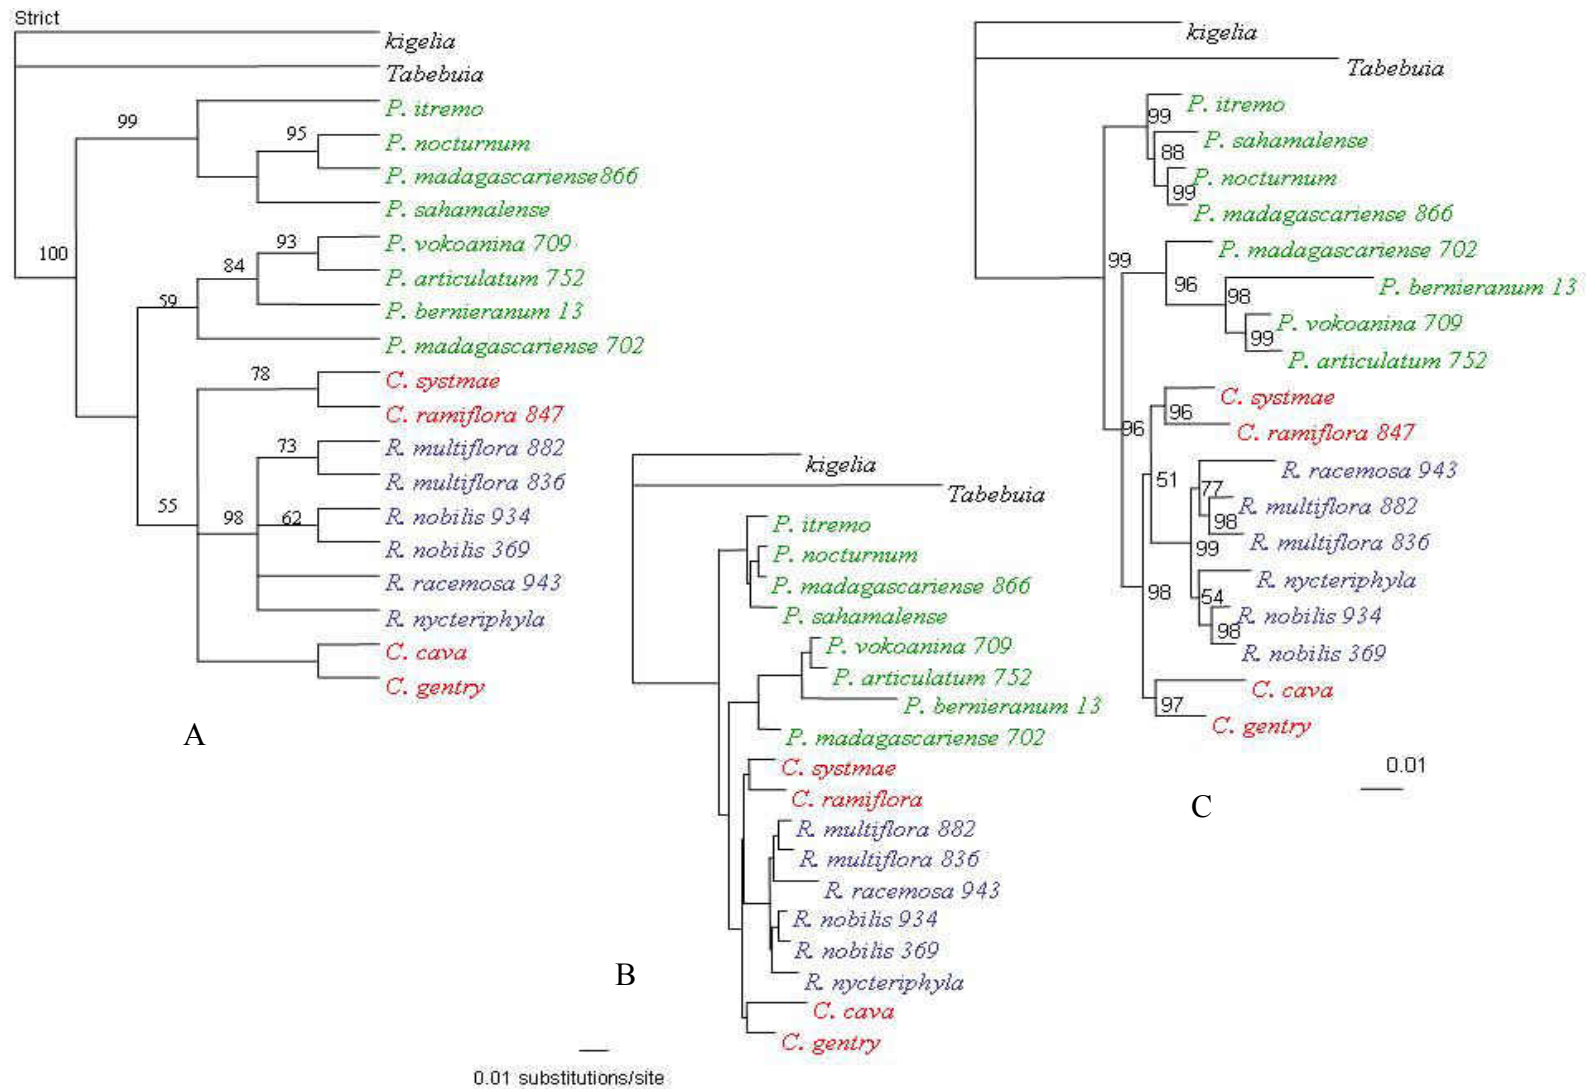 Strict
kigelia
Tabebuia
99
P. itremo
95
P. nocturnum
P. madagascariense866
P. sahamalense
100
93
P. vokoanina 709
84
P. articulatum 752
59
P. bernieranum 13
P. madagascariense 702
78
C. systmae
C. ramiflora 847
73
R. multiflora 882
R. multiflora 836
55
98
62
R. nobilis 934
R. nobilis 369
R. racemosa 943
R. nycteriphyla
C. cava
C. gentry
A
kigelia
Tabebuia
P. itremo
P. nocturnum
P. madagascariense 866
P. sahamalense
P. vokoanina 709
P. articulatum 752
P. bernieranum 13
P. madagascariense 702
C. systmae
C. ramiflora
R. multiflora 882
R. multiflora 836
R. racemosa 943
R. nobilis 934
R. nobilis 369
R. nycteriphyla
C. cava
C. gentry
B
0.01 substitutions/site
kigelia
Tabebuia
P. itremo
99
P. sahamalense
88
P. nocturnum
99
P. madagascariense 866
P. madagascariense 702
99
96
P. bernieranum 13
98
P. vokoanina 709
99
P. articulatum 752
C. systmae
96
C. ramiflora 847
96
R. racemosa 943
51
77
R. multiflora 882
98
R. multiflora 836
99
R. nycteriphyla
98
54
R. nobilis 934
98
R. nobilis 369
C. cava
97
C. gentry
0.01
C